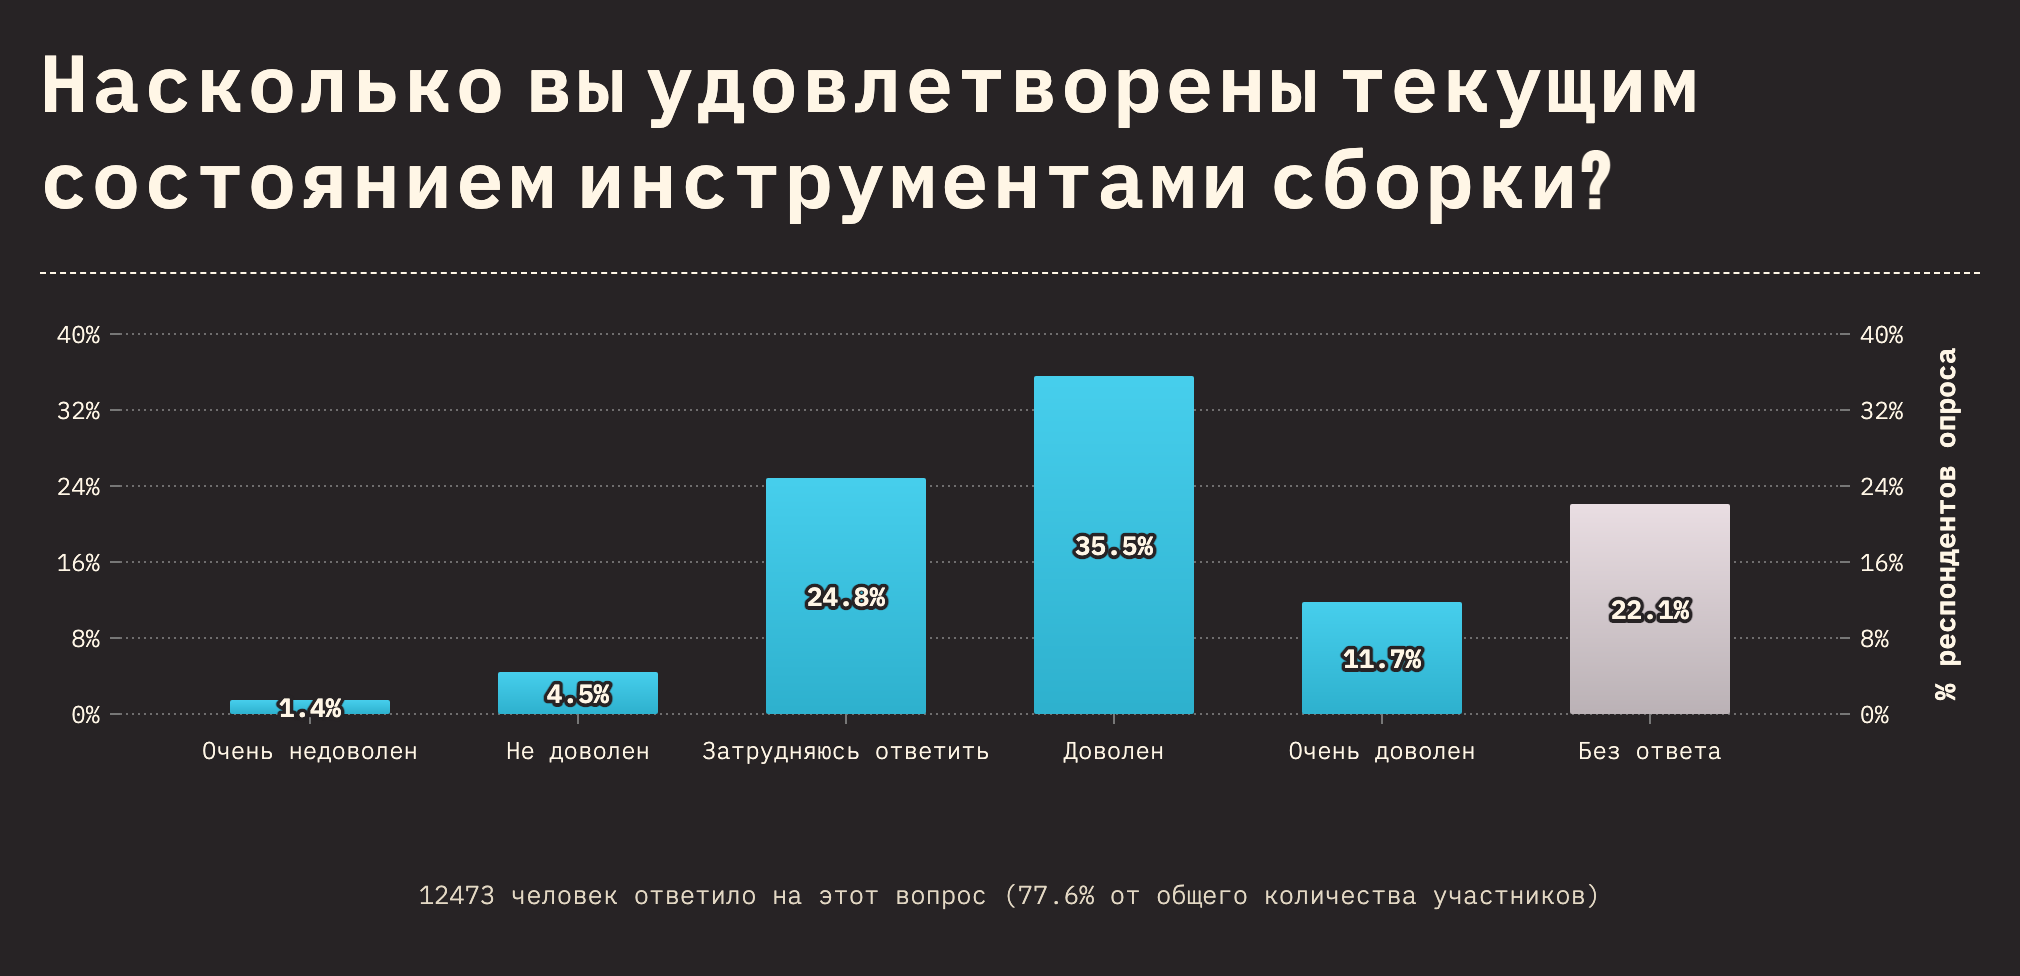 Насколько вы удовлетворены текущим
состоянием инструментами сборки?
40%
32%
24%
16%
8%
0%
1.4%
4.5%
24.8%
35.5%
11.7%
22.1%
40%
32%
24%
16%
8%
0%
% респондентов опроса
Очень недоволен
Не доволен
Затрудняюсь ответить
Доволен
Очень доволен
Без ответа
12473 человек ответило на этот вопрос (77.6% от общего количества участников)